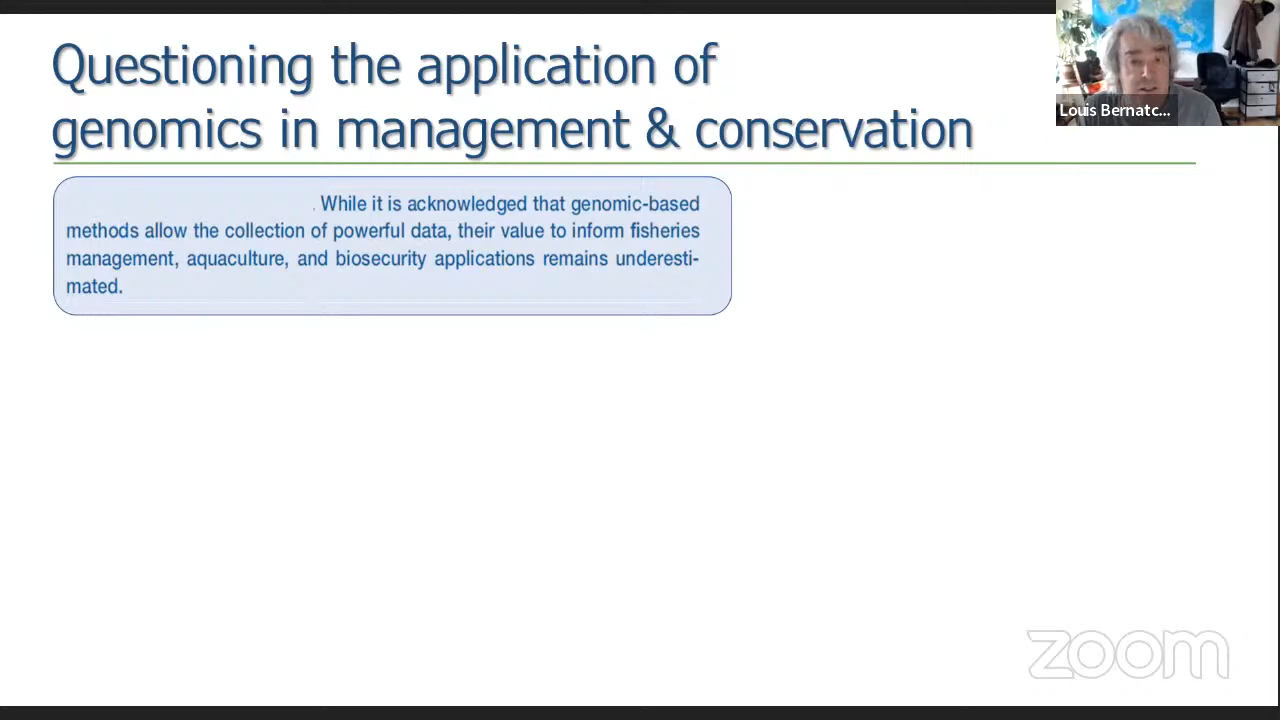 Questioning the application of
genomics in management & conservation
. While it is acknowledged that genomic-based
methods allow the collection of powerful data, their value to inform fisheries
management, aquaculture, and biosecurity applications remains underesti-
mated.
Louis Bernatc...
zoom